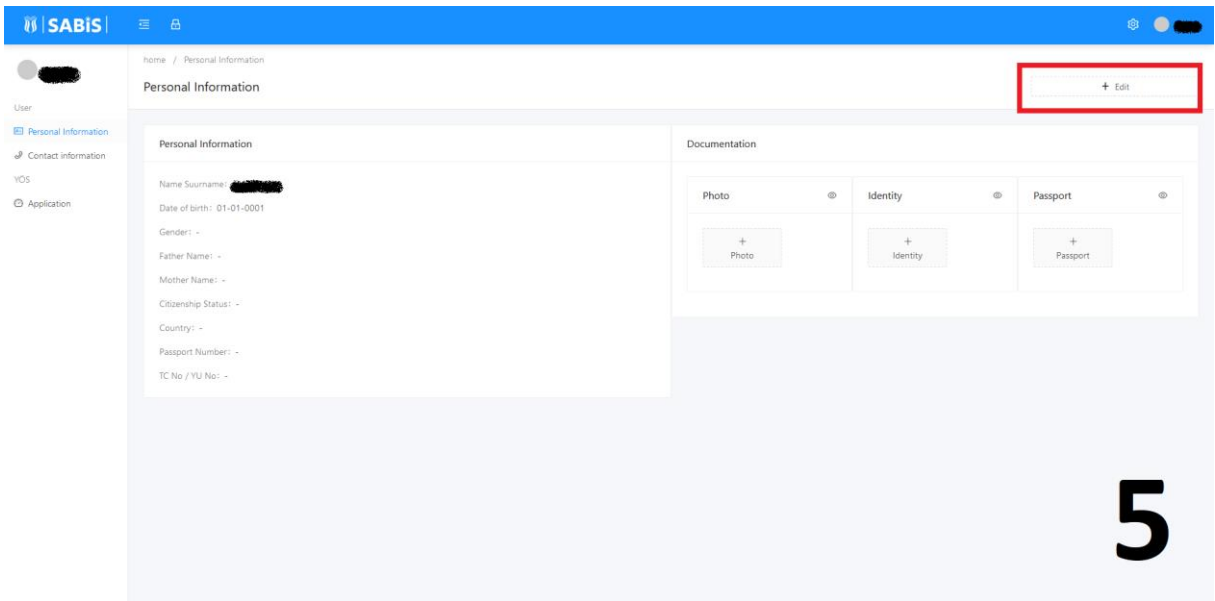 SABİS
home / Personal Information
Personal Information
+ Edit
User
Personal Information
Contact information
YOS
Application
Personal Information
Name Suurname:
Date of birth: 01-01-0001
Gender: -
Father Name: -
Mother Name: -
Citizenship Status: -
Country: -
Passport Number: -
TC No / YU No: -
Documentation
Photo
Identity
Passport
+
Photo
+
Identity
+
Passport
5